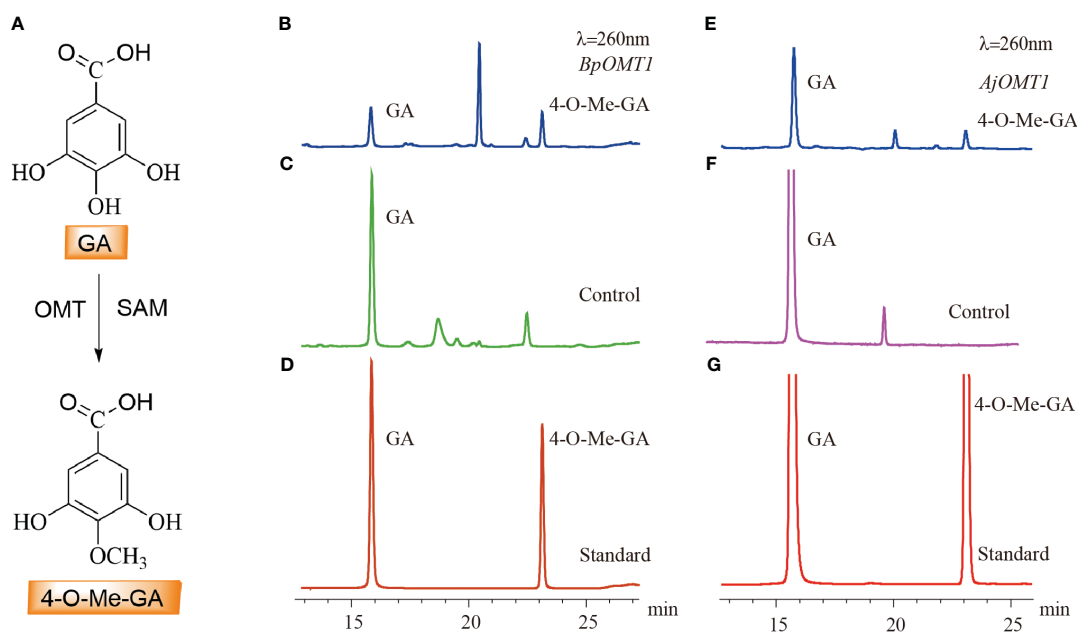 A
O
OH
C
HO
OH
OH
GA
OMT
SAM
O
OH
C
HO
OH
OCH3
4-O-Me-GA
B
λ=260nm
BpOMT1
GA
4-O-Me-GA
C
GA
Control
D
GA
4-O-Me-GA
Standard
15
20
25
min
E
λ=260nm
AjOMT1
GA
4-O-Me-GA
F
GA
Control
G
4-O-Me-GA
GA
Standard
15
20
25
min